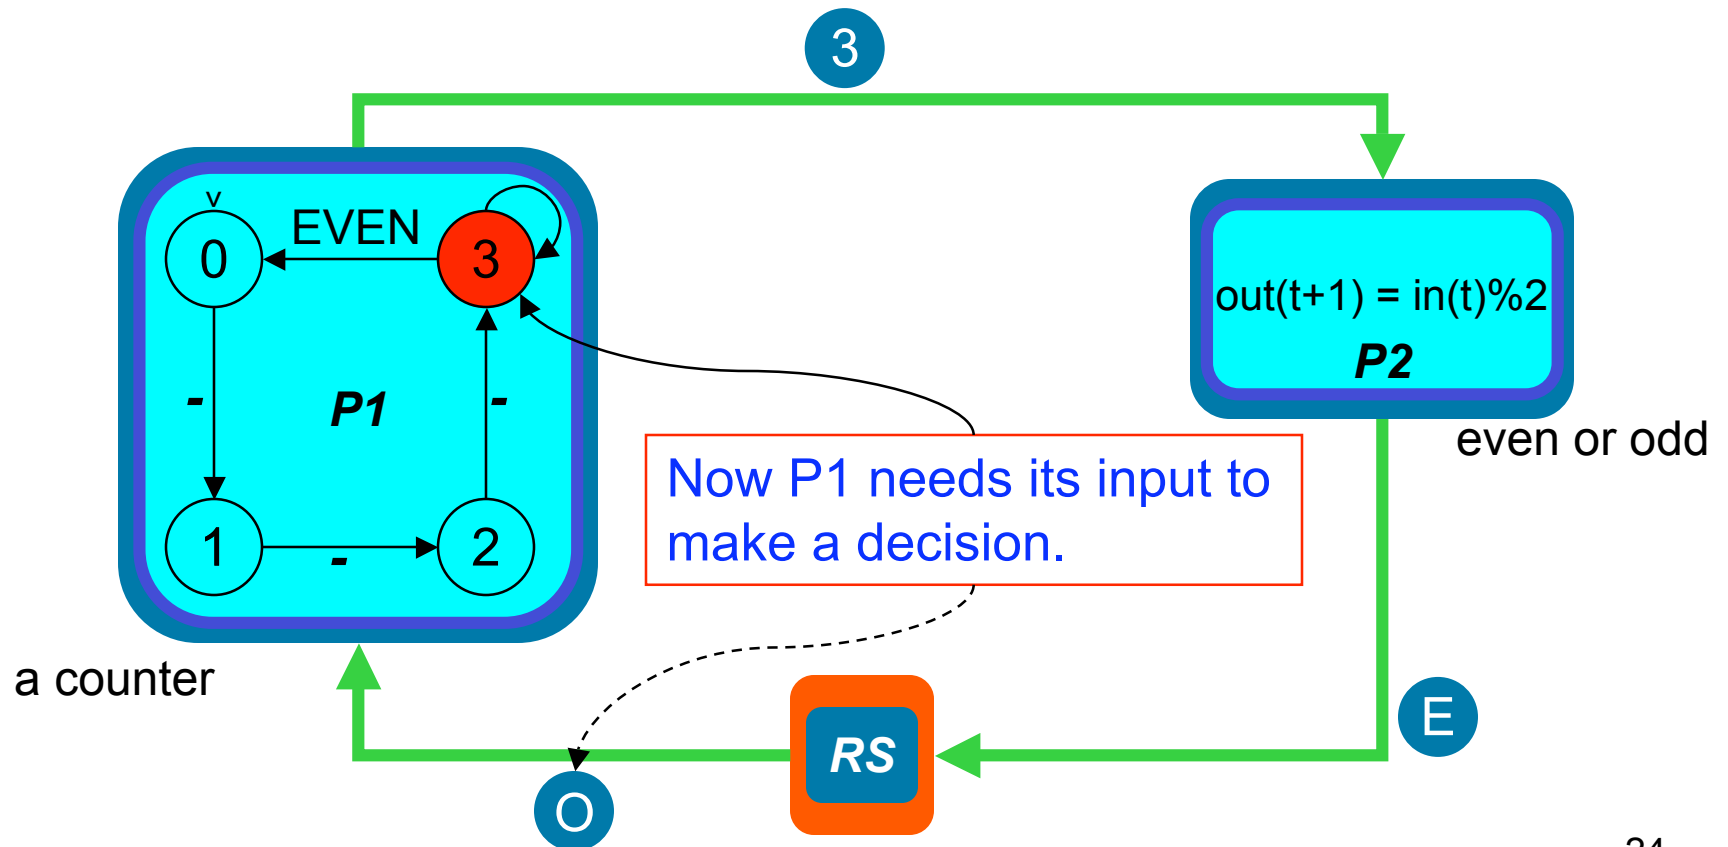 3
v
EVEN
0
3
out(t+1) = in(t)%2
P2
-
P1
-
even or odd
Now P1 needs its input to
make a decision.
1
-
2
a counter
E
RS
O